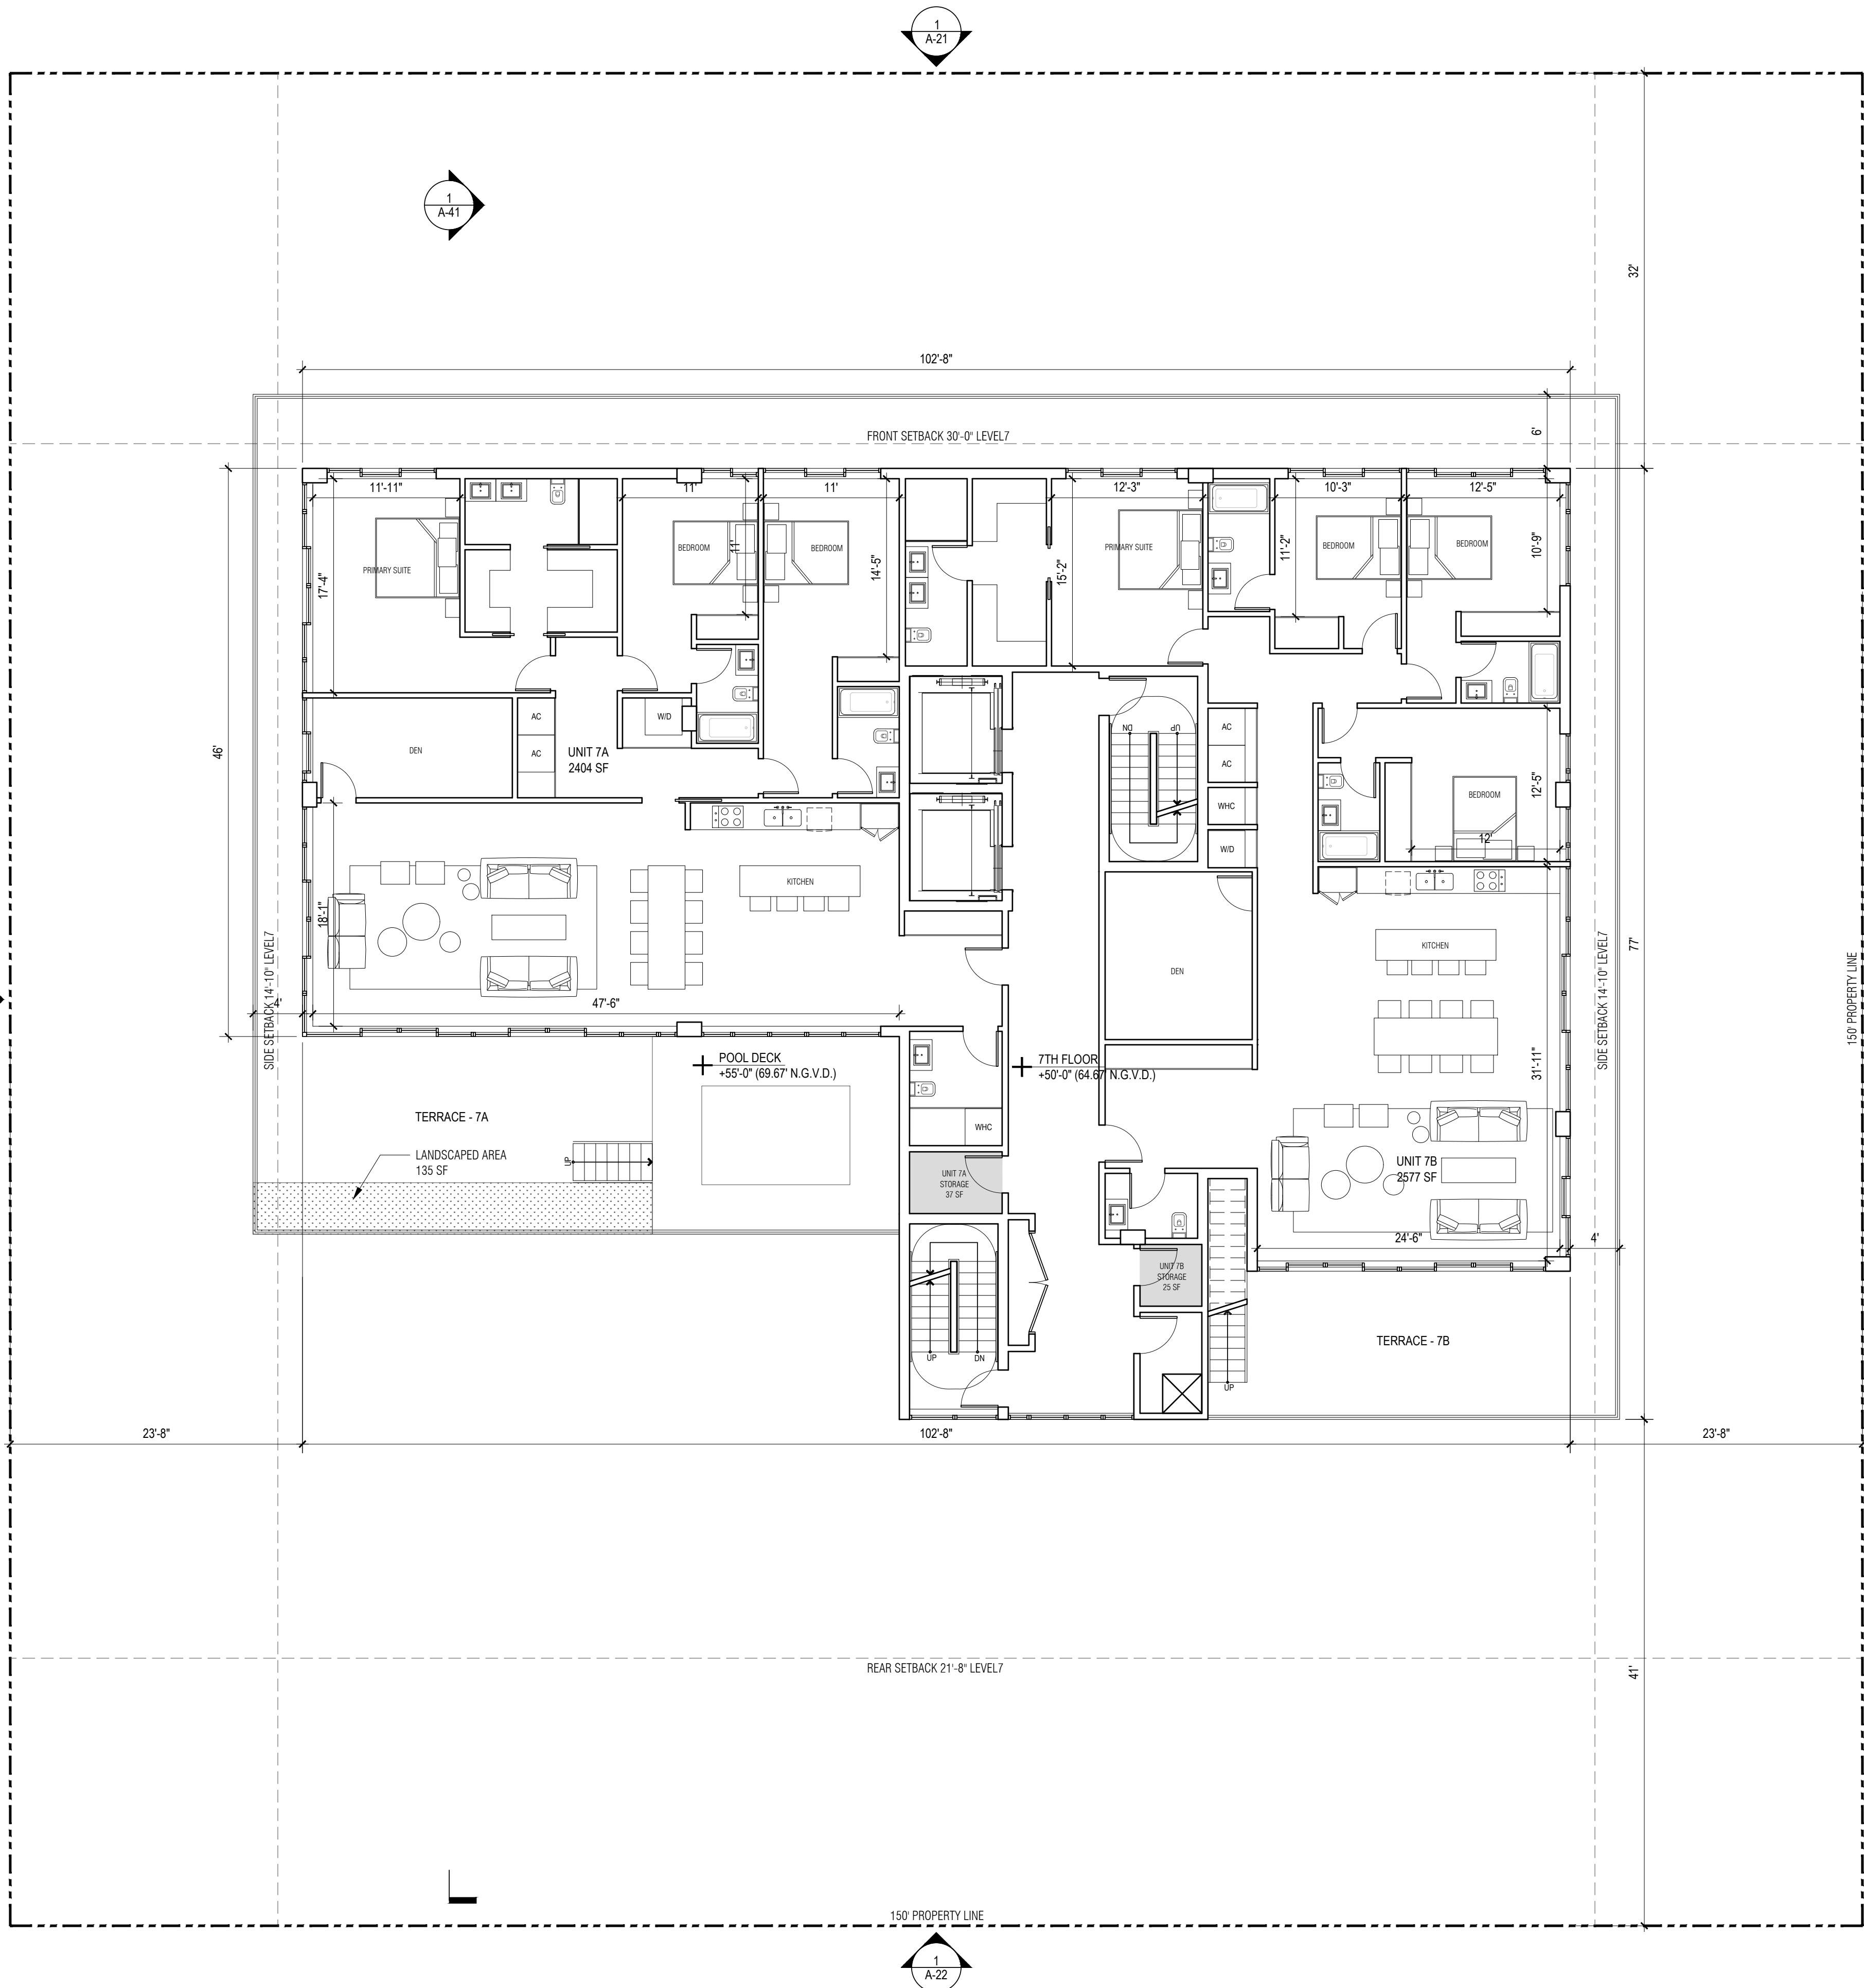 1
A-21
1
A-41
32'
102'-8"
6'
FRONT SETBACK 30'-0" LEVEL7
11'-11"
11'
11'
12'-3"
10'-3"
12'-5"
PRIMARY SUITE
BEDROOM
11'
BEDROOM
PRIMARY SUITE
BEDROOM
BEDROOM
17'-4"
14'-5"
15'-2"
11'-2"
10'-9"
46'
DEN
AC
AC
W/D
UNIT 7A
2404 SF
DN
UP
AC
AC
WHC
W/D
BEDROOM
12'-5"
12'
KITCHEN
18'-1"
SIDE SETBACK 14'-10" LEVEL7
4'
47'-6"
DEN
KITCHEN
77'
SIDE SETBACK 14'-10" LEVEL7
150' PROPERTY LINE
31'-11"
POOL DECK
+55'-0" (69.67' N.G.V.D.)
7TH FLOOR
+50'-0" (64.67' N.G.V.D.)
TERRACE - 7A
LANDSCAPED AREA
135 SF
UP
WHC
UNIT 7A
STORAGE
37 SF
UNIT 7B
2577 SF
24'-6"
4'
UNIT 7B
STORAGE
25 SF
UP
DN
UP
TERRACE - 7B
23'-8"
102'-8"
23'-8"
REAR SETBACK 21'-8" LEVEL7
41'
150' PROPERTY LINE
1
A-22